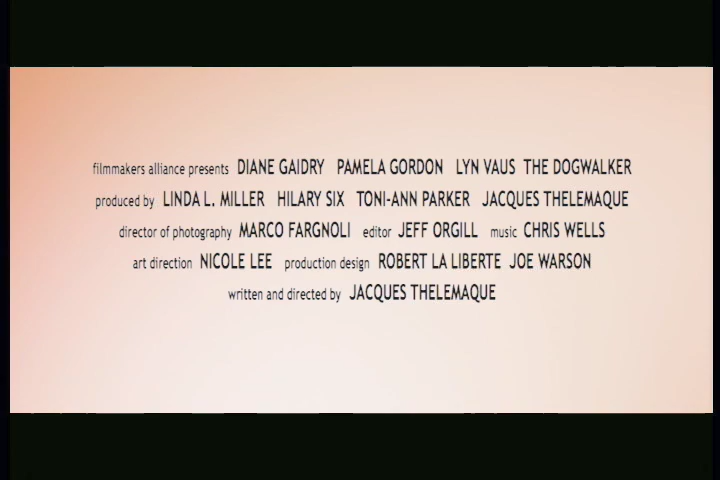 filmmakers alliance presents DIANE GAIDRY PAMELA GORDON LYN VAUS THE DOGWALKER
produced by LINDA L. MILLER HILARY SIX TONI-ANN PARKER JACQUES THELEMAQUE
director of photography MARCO FARGNOLI editor JEFF ORGILL music CHRIS WELLS
art direction NICOLE LEE production design ROBERT LA LIBERTE JOE WARSON
written and directed by JACQUES THELEMAQUE